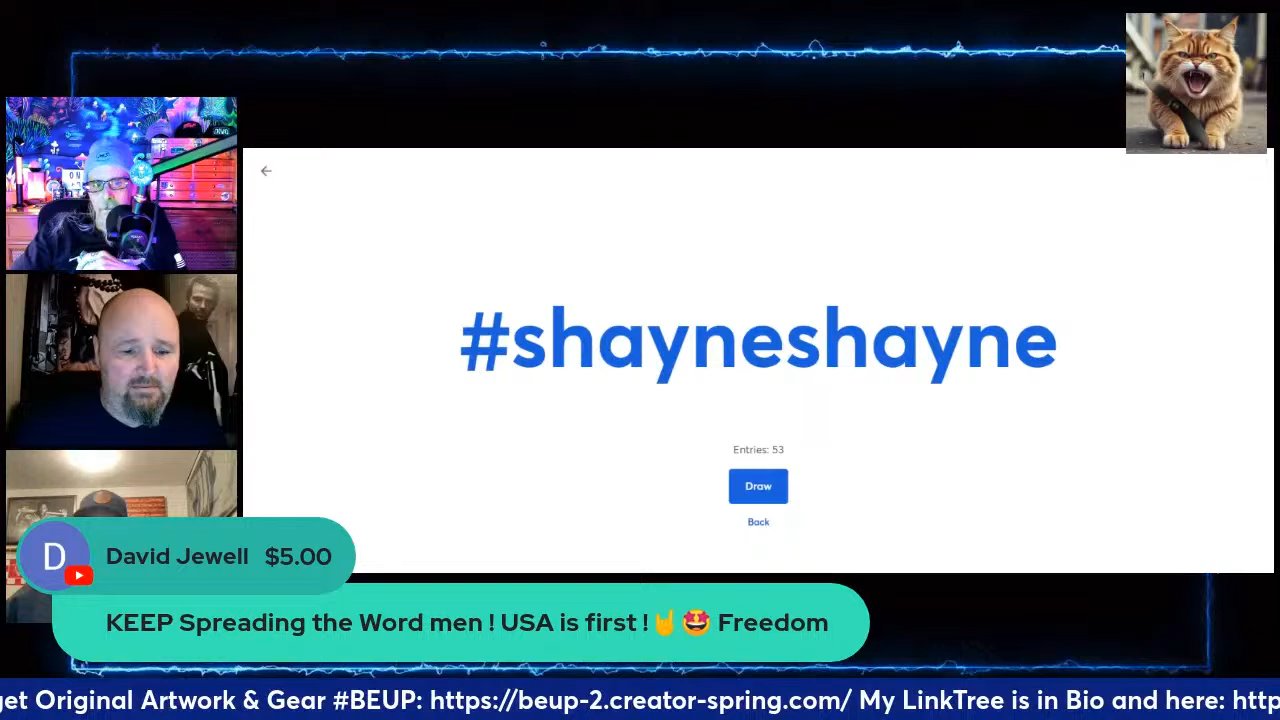 ON
#shayneshayne
Entries: 53
Draw
Back
D
David Jewell $5.00
KEEP Spreading the Word men ! USA is first !🤘🤩 Freedom
get Original Artwork & Gear #BEUP: https://beup-2.creator-spring.com/ My LinkTree is in Bio and here: http